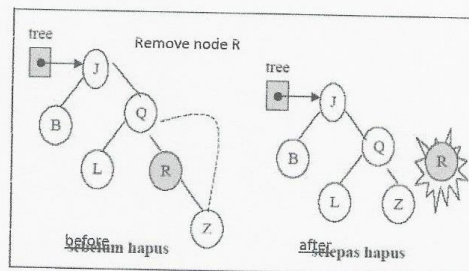 tree
Remove node R
J
B
Q
L
R
Z
before
sebelum hapus
tree
J
B
Q
R
L
Z
after
selepas hapus